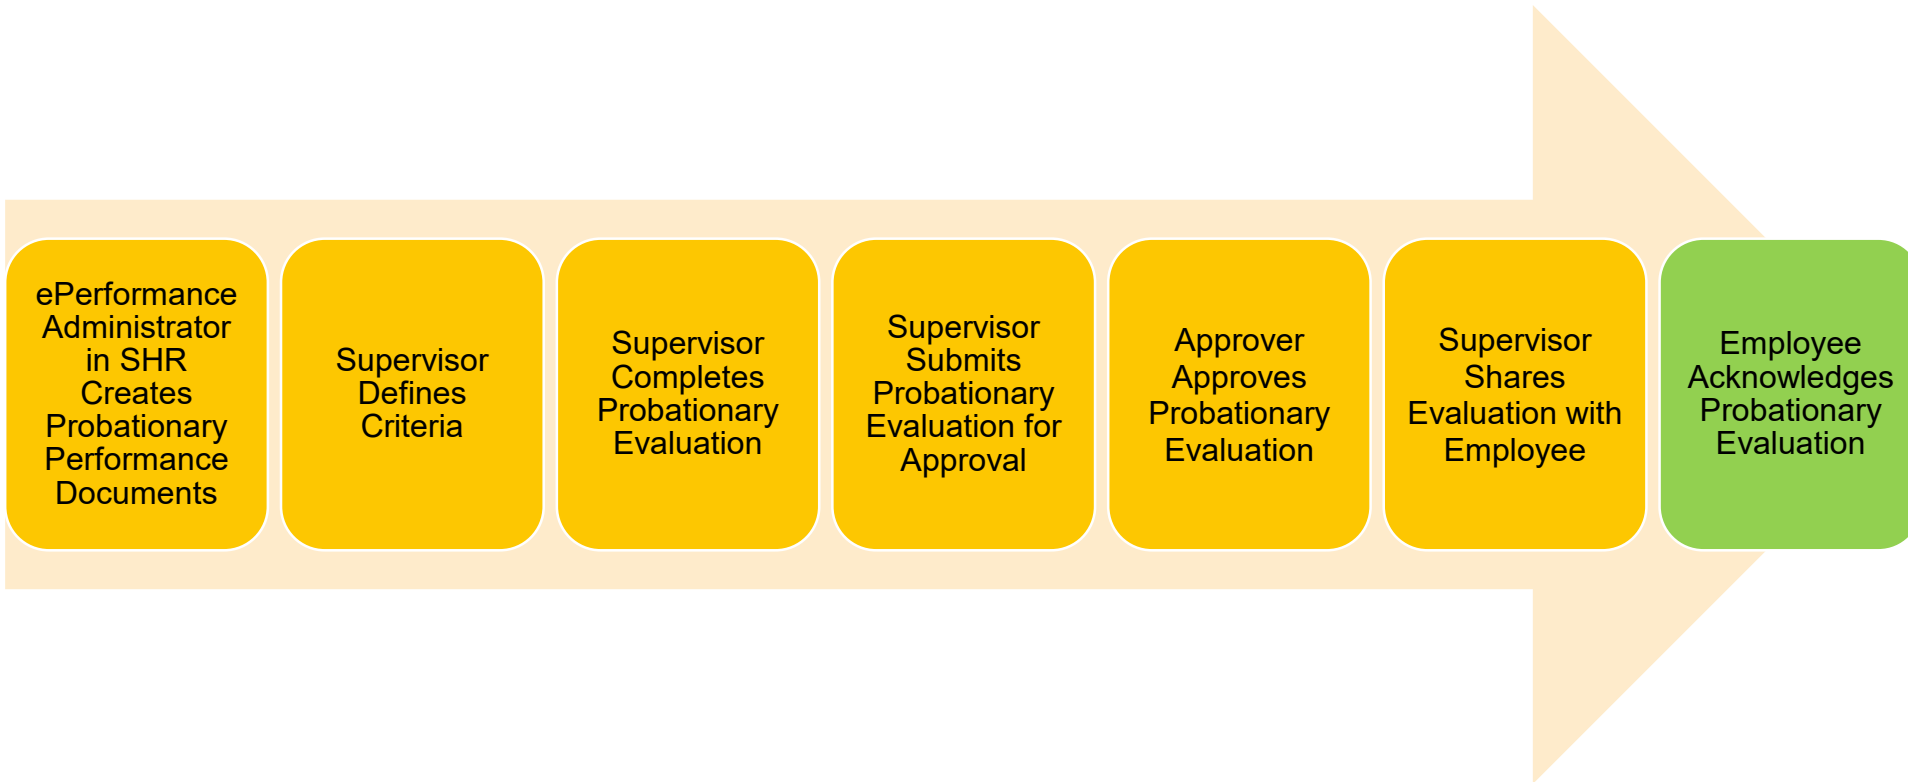 ePerformance
Administrator
in SHR
Creates
Probationary
Performance
Documents
Supervisor
Defines
Criteria
Supervisor
Completes
Probationary
Evaluation
Supervisor
Submits
Probationary
Evaluation for
Approval
Approver
Approves
Probationary
Evaluation
Supervisor
Shares
Evaluation with
Employee
Employee
Acknowledges
Probationary
Evaluation